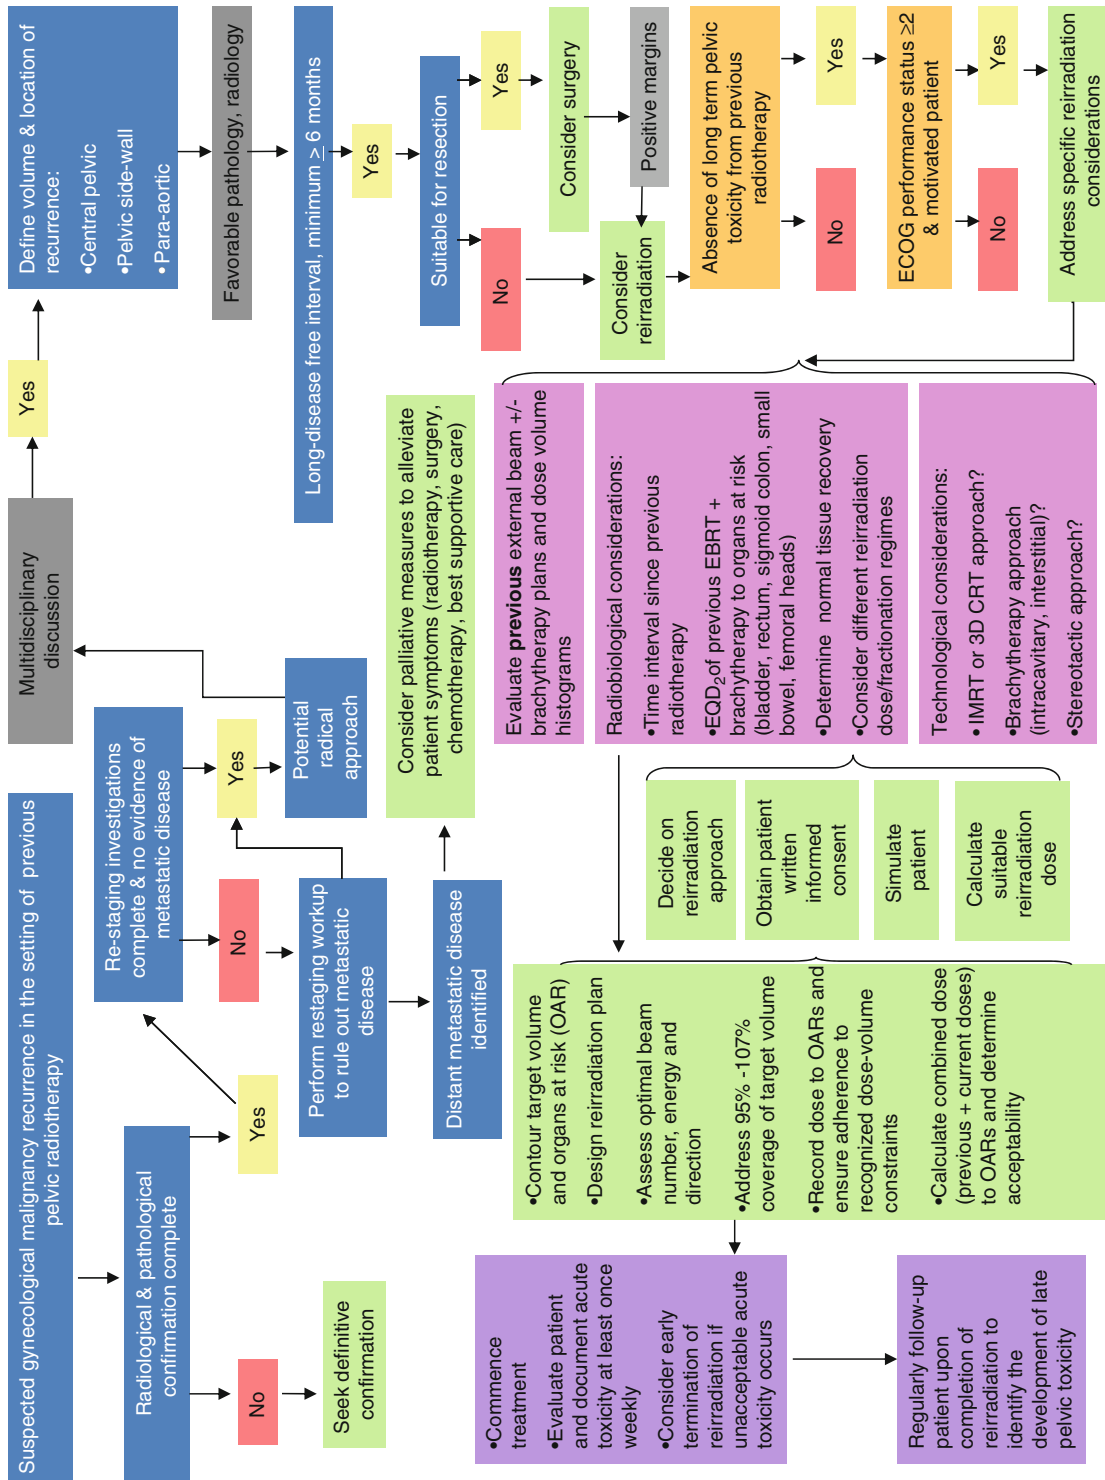 Suspected gynecological malignancy recurrence in the setting of previous
pelvic radiotherapy
Radiological & pathological
confirmation complete
No
Seek definitive
confirmation
Yes
Re-staging investigations
complete & no evidence of
metastatic disease
No
Yes
Perform restaging workup
to rule out metastatic
disease
Distant metastatic disease
identified
Potential
radical
approach
Consider palliative measures to alleviate
patient symptoms (radiotherapy, surgery,
chemotherapy, best supportive care)
Multidisciplinary
discussion
Yes
Define volume & location of
recurrence:
•Central pelvic
•Pelvic side-wall
•Para-aortic
Favorable pathology, radiology
Long-disease free interval, minimum ≥ 6 months
Yes
Suitable for resection
No
Yes
Consider surgery
Positive margins
Consider
reirradiation
Absence of long term pelvic
toxicity from previous
radiotherapy
No
Yes
ECOG performance status ≥2
& motivated patient
No
Yes
Address specific reirradiation
considerations
Evaluate previous external beam +/-
brachytherapy plans and dose volume
histograms
Radiobiological considerations:
•Time interval since previous
radiotherapy
•EQD2of previous EBRT +
brachytherapy to organs at risk
(bladder, rectum, sigmoid colon, small
bowel, femoral heads)
•Determine normal tissue recovery
•Consider different reirradiation
dose/fractionation regimes
Technological considerations:
• IMRT or 3D CRT approach?
•Brachytherapy approach
(intracavitary, interstitial)?
•Stereotactic approach?
Decide on
reirradiation
approach
Obtain patient
written
informed
consent
Simulate
patient
Calculate
suitable
reirradiation
dose
•Contour target volume
and organs at risk (OAR)
•Design reirradiation plan
•Assess optimal beam
number, energy and
direction
•Address 95% -107%
coverage of target volume
•Record dose to OARs and
ensure adherence to
recognized dose-volume
constraints
•Calculate combined dose
(previous + current doses)
to OARs and determine
acceptability
•Commence
treatment
•Evaluate patient
and document acute
toxicity at least once
weekly
•Consider early
termination of
reirradiation if
unacceptable acute
toxicity occurs
Regularly follow-up
patient upon
completion of
reirradiation to
identify the
development of late
pelvic toxicity